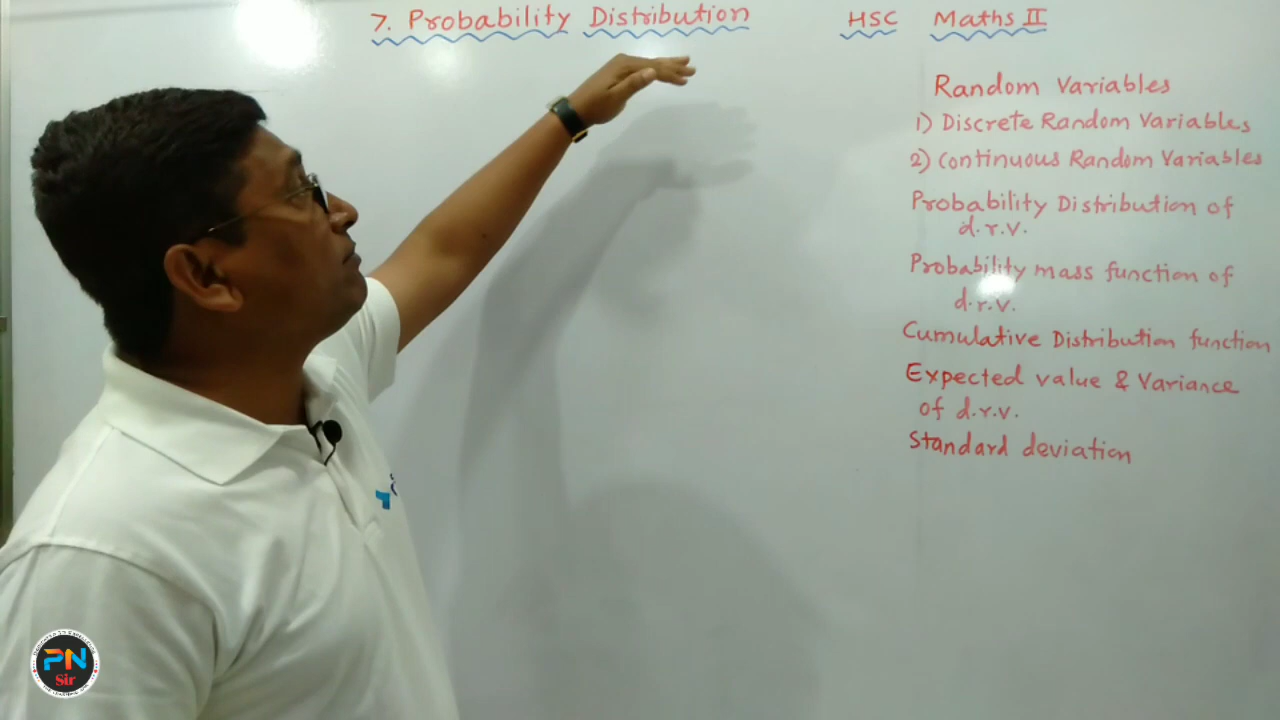 7. Probability Distribution HSC Maths II
Random Variables
1) Discrete Random Variables
2) Continuous Random Variables
Probability Distribution of
d.r.v.
Probability mass function of
d.r.v.
Cumulative Distribution function
Expected value & Variance
of d.r.v.
Standard deviation
PN
Sir